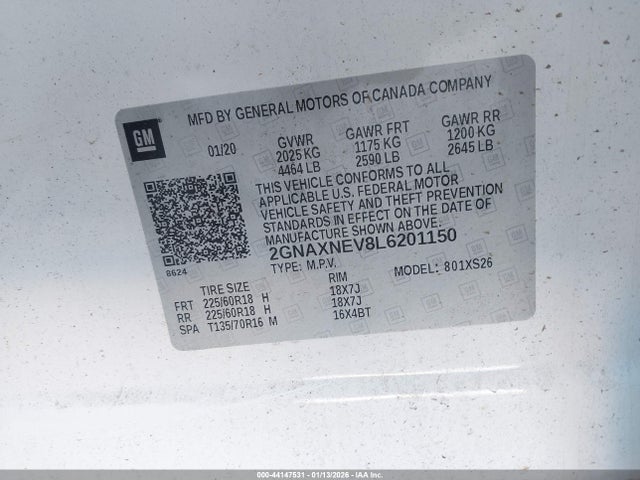 MFD BY GENERAL MOTORS OF CANADA COMPANY
GM
01/20 GVWR GAWR FRT GAWR RR
2025 KG 1175 KG 1200 KG
4464 LB 2590 LB 2645 LB
THIS VEHICLE CONFORMS TO ALL
APPLICABLE U.S. FEDERAL MOTOR
VEHICLE SAFETY AND THEFT PREVENTION
STANDARDS IN EFFECT ON THE DATE OF
MANUFACTURE SHOWN ABOVE.
2GNAXNEV8L6201150
8624
TYPE: M.P.V. MODEL: 801XS26
TIRE SIZE RIM
FRT 225/60R18 H 18X7J
RR 225/60R18 H 18X7J
SPA T135/70R16 M 16X4BT
000-44147531 - 01/13/2026 - IAA Inc.